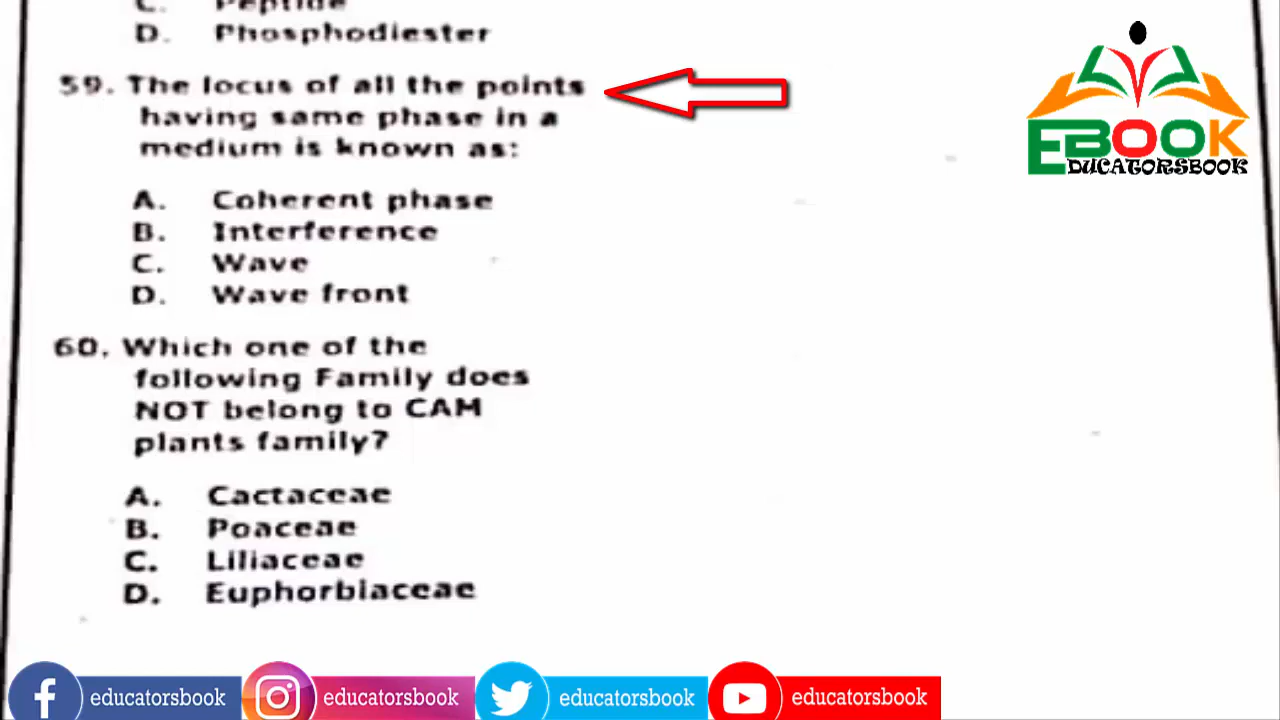 C. Peptide
D. Phosphodiester
59. The locus of all the points
having same phase in a
medium is known as:
A. Coherent phase
B. Interference
C. Wave
D. Wave front
60. Which one of the
following Family does
NOT belong to CAM
plants family?
A. Cactaceae
B. Poaceae
C. Liliaceae
D. Euphorbiaceae
EBOOK
EDUCATORSBOOK
educatorsbook
educatorsbook
educatorsbook
educatorsbook